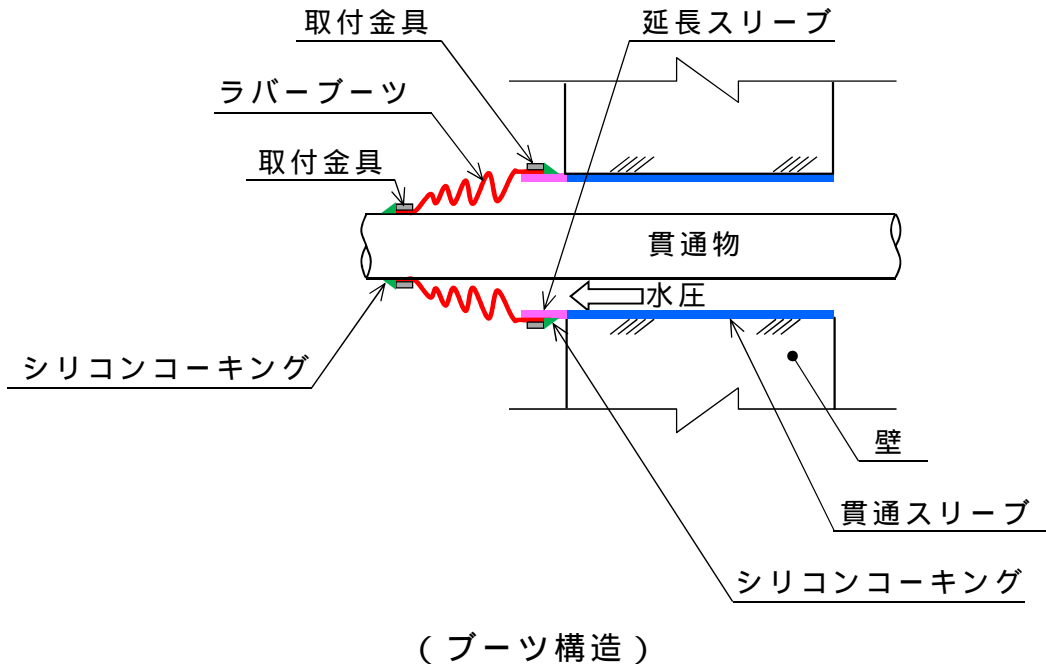 取付金具
延長スリーブ
ラバーブーツ
取付金具
貫通物
水圧
シリコンコーキング
壁
貫通スリーブ
シリコンコーキング
(ブーツ構造)